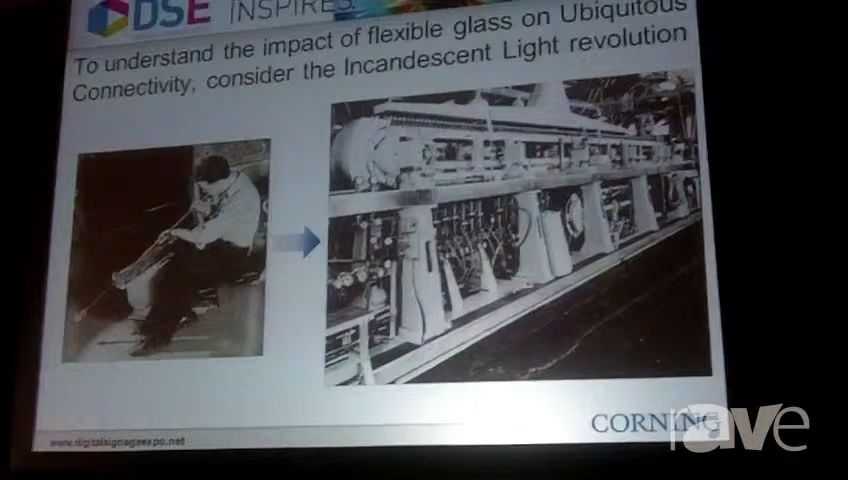 DSE INSPIRES.
To understand the impact of flexible glass on Ubiquitous
Connectivity, consider the Incandescent Light revolution
www.digitalsignageexpo.net
CORNING
rave